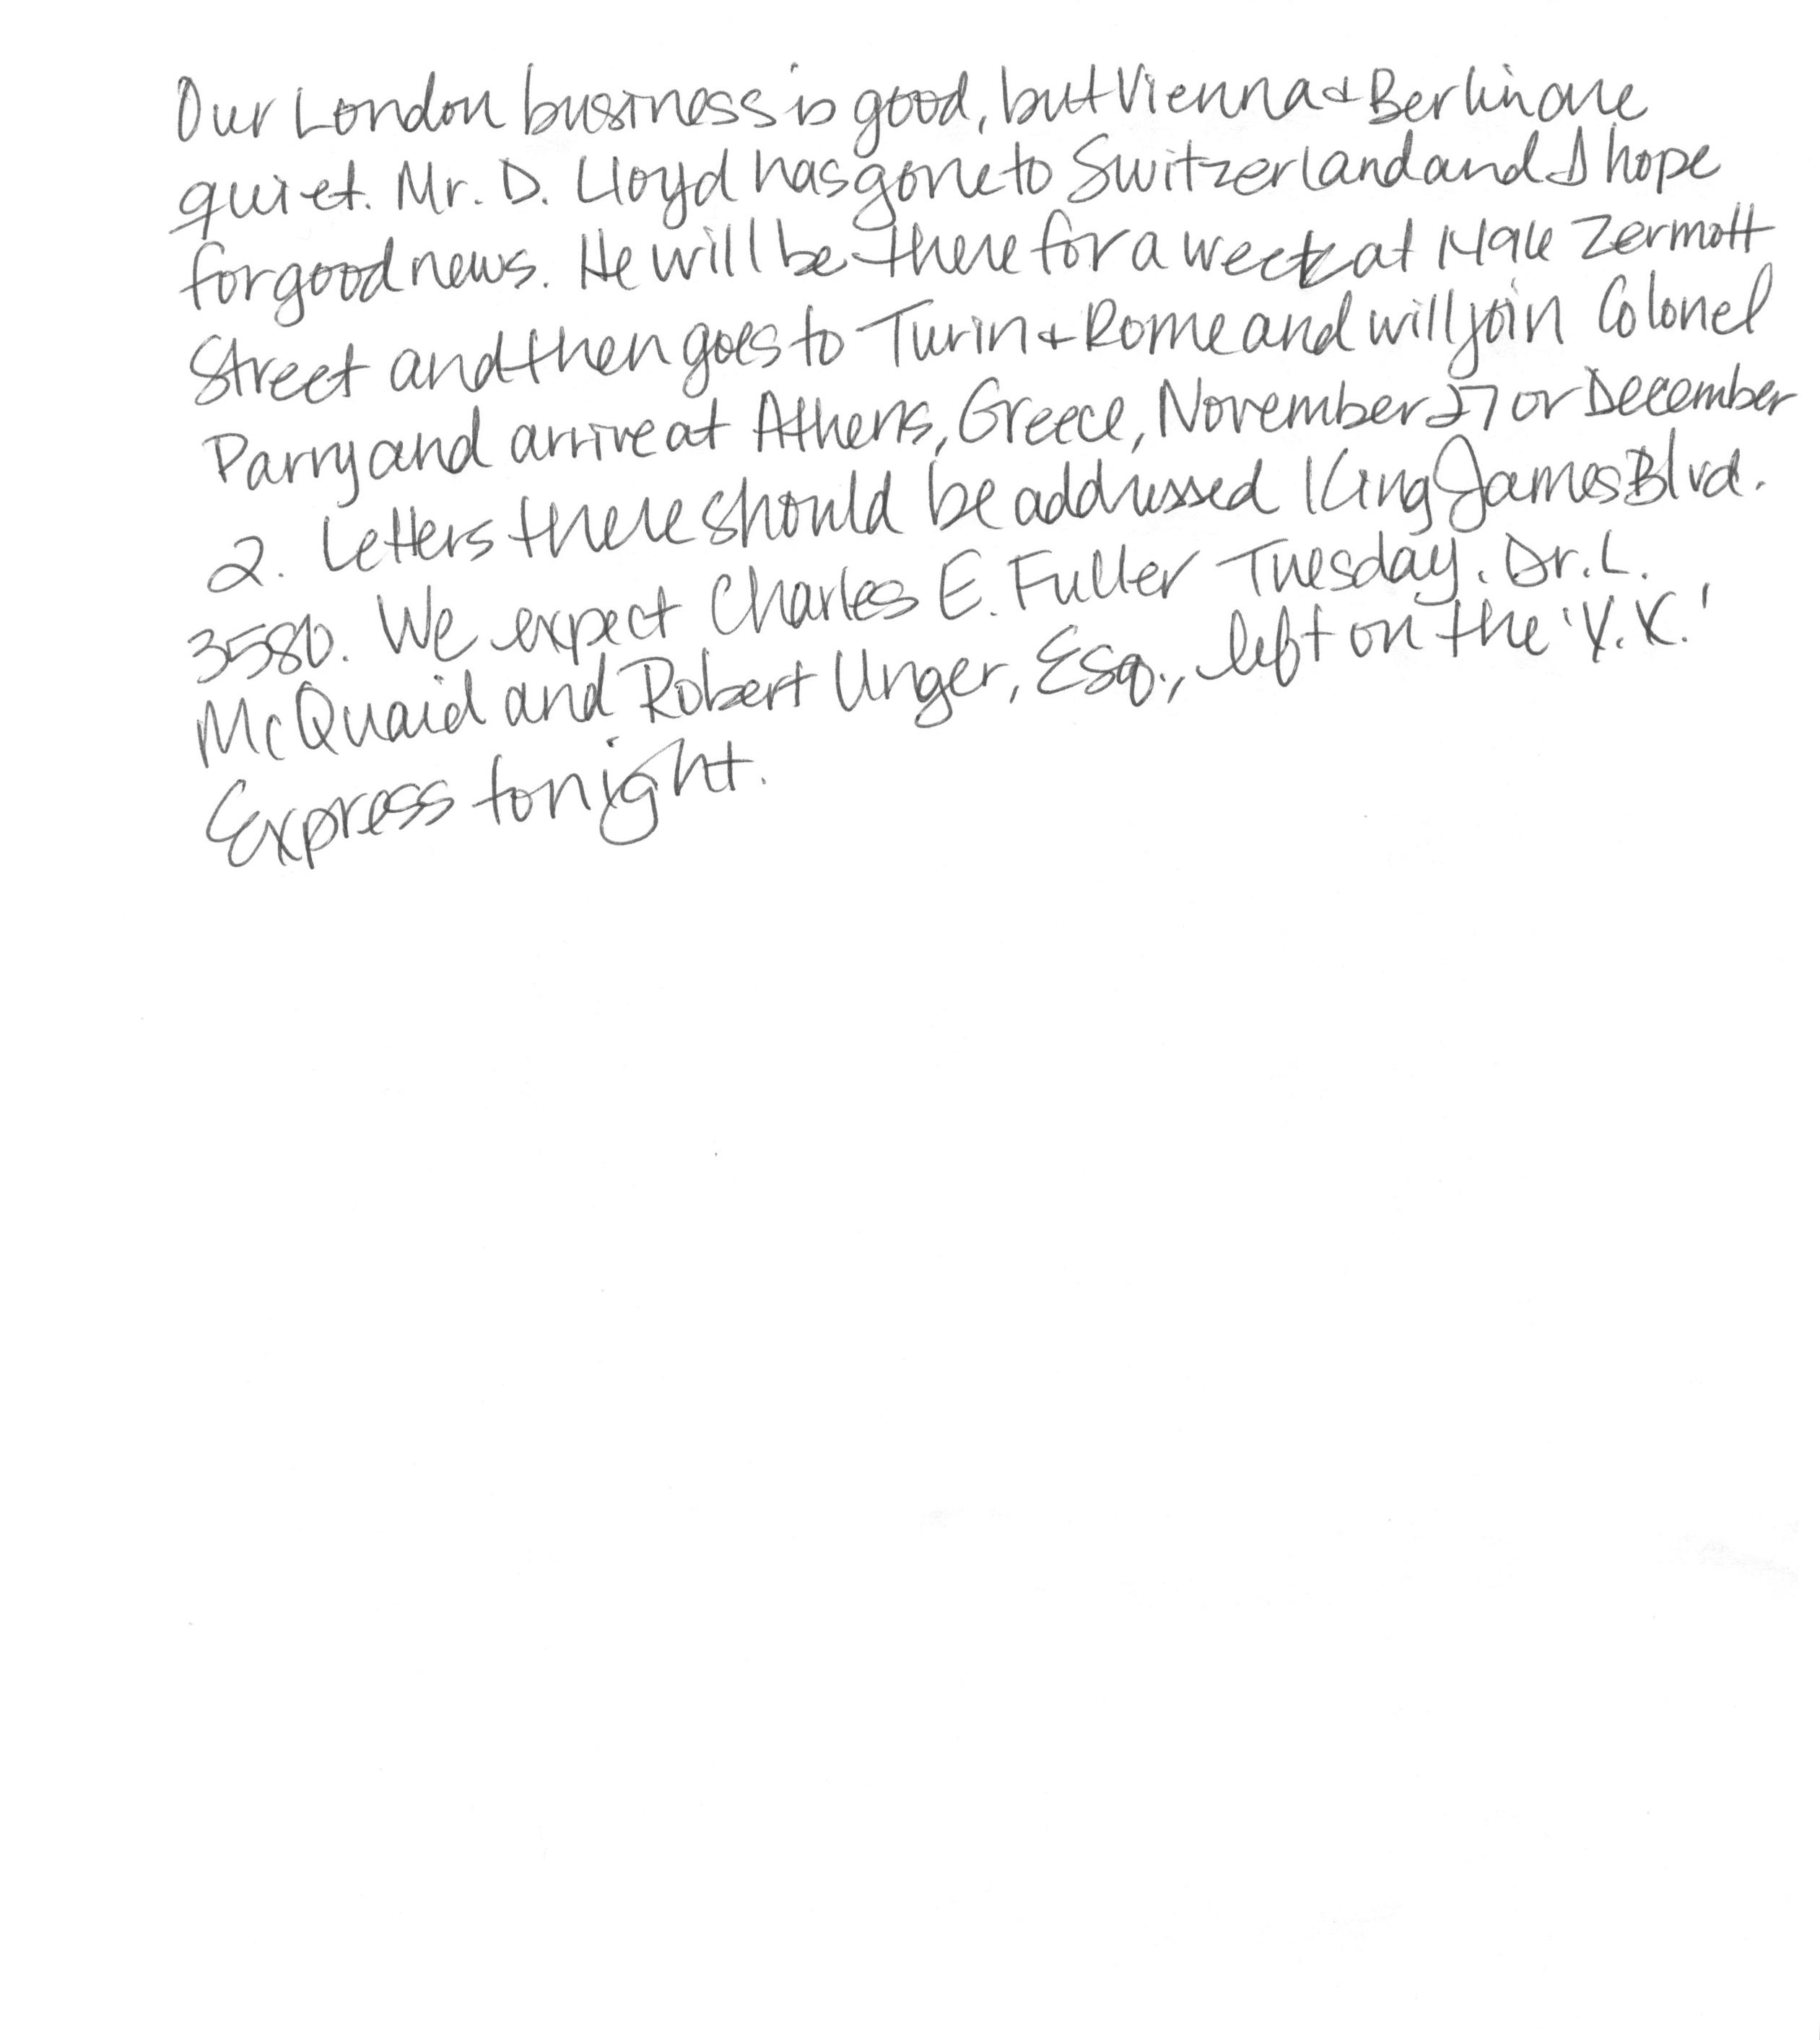 Our London business is good, but Vienna & Berlin are
quiet. Mr. D. Lloyd has gone to Switzerland and I hope
for good news. He will be there for a week at 1496 Zermott
Street and then goes to Turin & Rome and will join Colonel
Parry and arrive at Athens, Greece, November 27 or December
2. Letters there should be addressed King James Blvd.
3580. We expect Charles E. Fuller Tuesday. Dr. L.
McQuaid and Robert Unger, Esq., left on the 'Y.X.'
Express tonight.